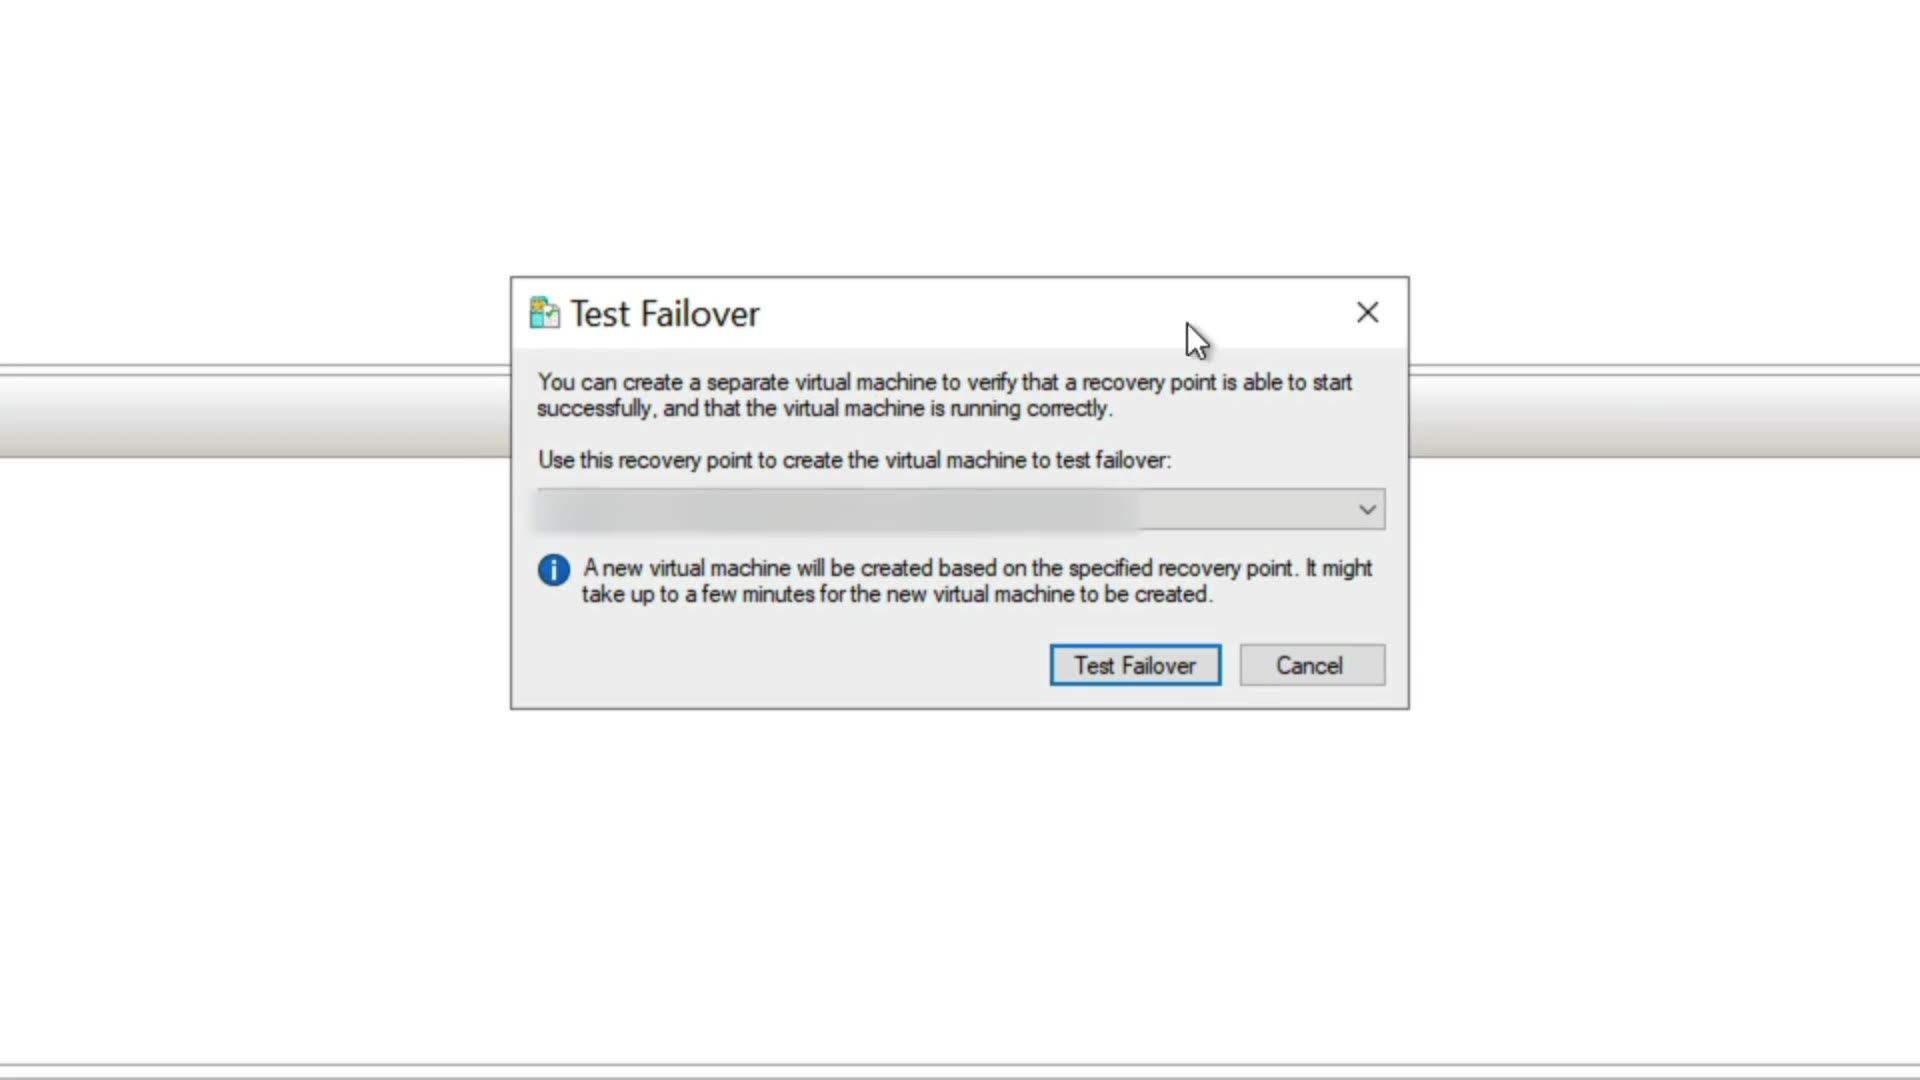 Test Failover
You can create a separate virtual machine to verify that a recovery point is able to start
successfully, and that the virtual machine is running correctly.
Use this recovery point to create the virtual machine to test failover:
A new virtual machine will be created based on the specified recovery point. It might
take up to a few minutes for the new virtual machine to be created.
Test Failover
Cancel